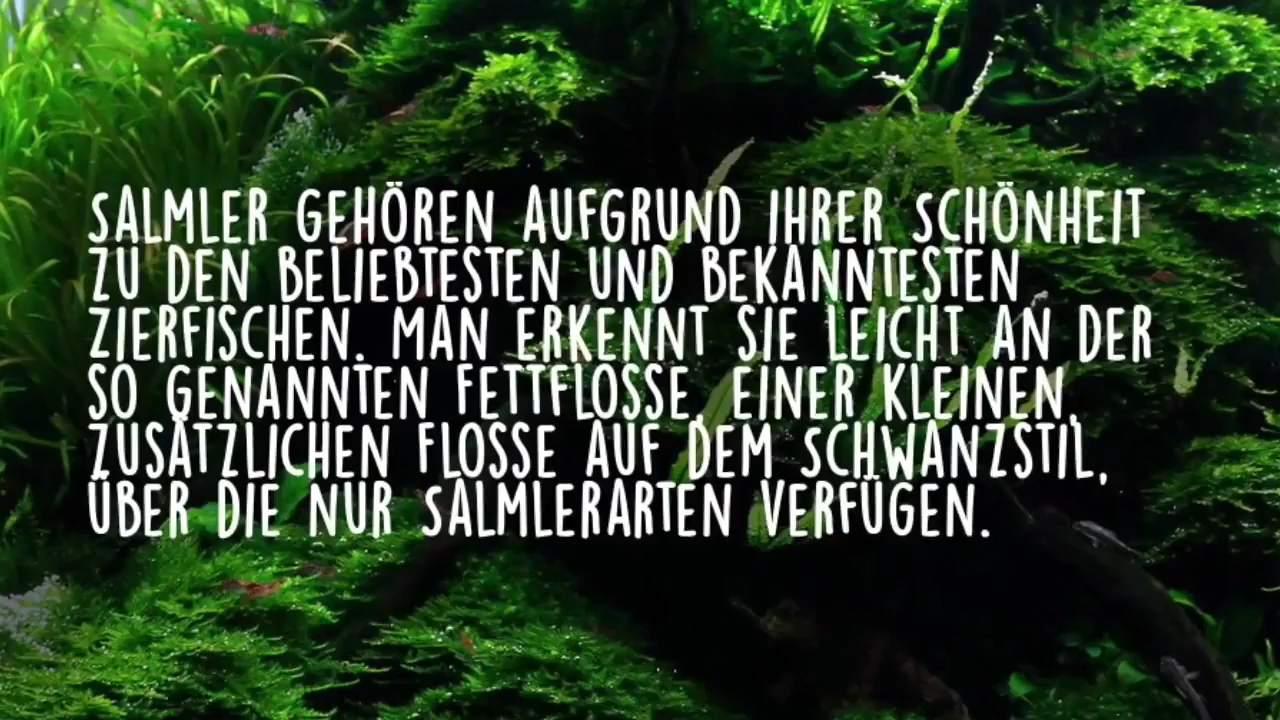 SALMLER GEHÖREN AUFGRUND IHRER SCHÖNHEIT
ZU DEN BELIEBTESTEN UND BEKANNTESTEN
ZIERFISCHEN. MAN ERKENNT SIE LEICHT AN DER
SO GENANNTEN FETTFLOSSE, EINER KLEINEN,
ZUSÄTZLICHEN FLOSSE AUF DEM SCHWANZSTIL,
ÜBER DIE NUR SALMLERARTEN VERFÜGEN.